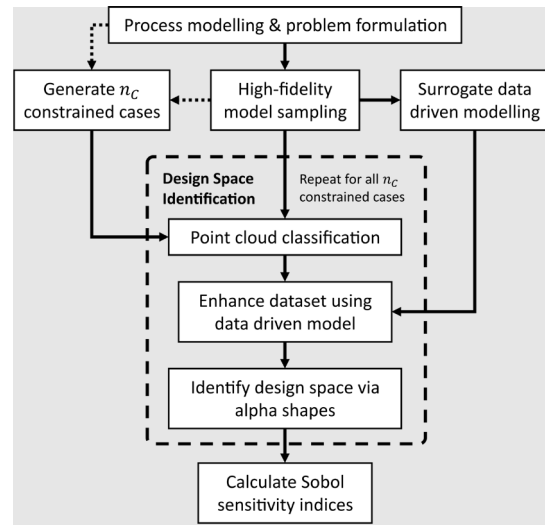 Process modelling & problem formulation
Generate n_C
constrained cases
High-fidelity
model sampling
Surrogate data
driven modelling
Design Space
Identification
Repeat for all n_C
constrained cases
Point cloud classification
Enhance dataset using
data driven model
Identify design space via
alpha shapes
Calculate Sobol
sensitivity indices